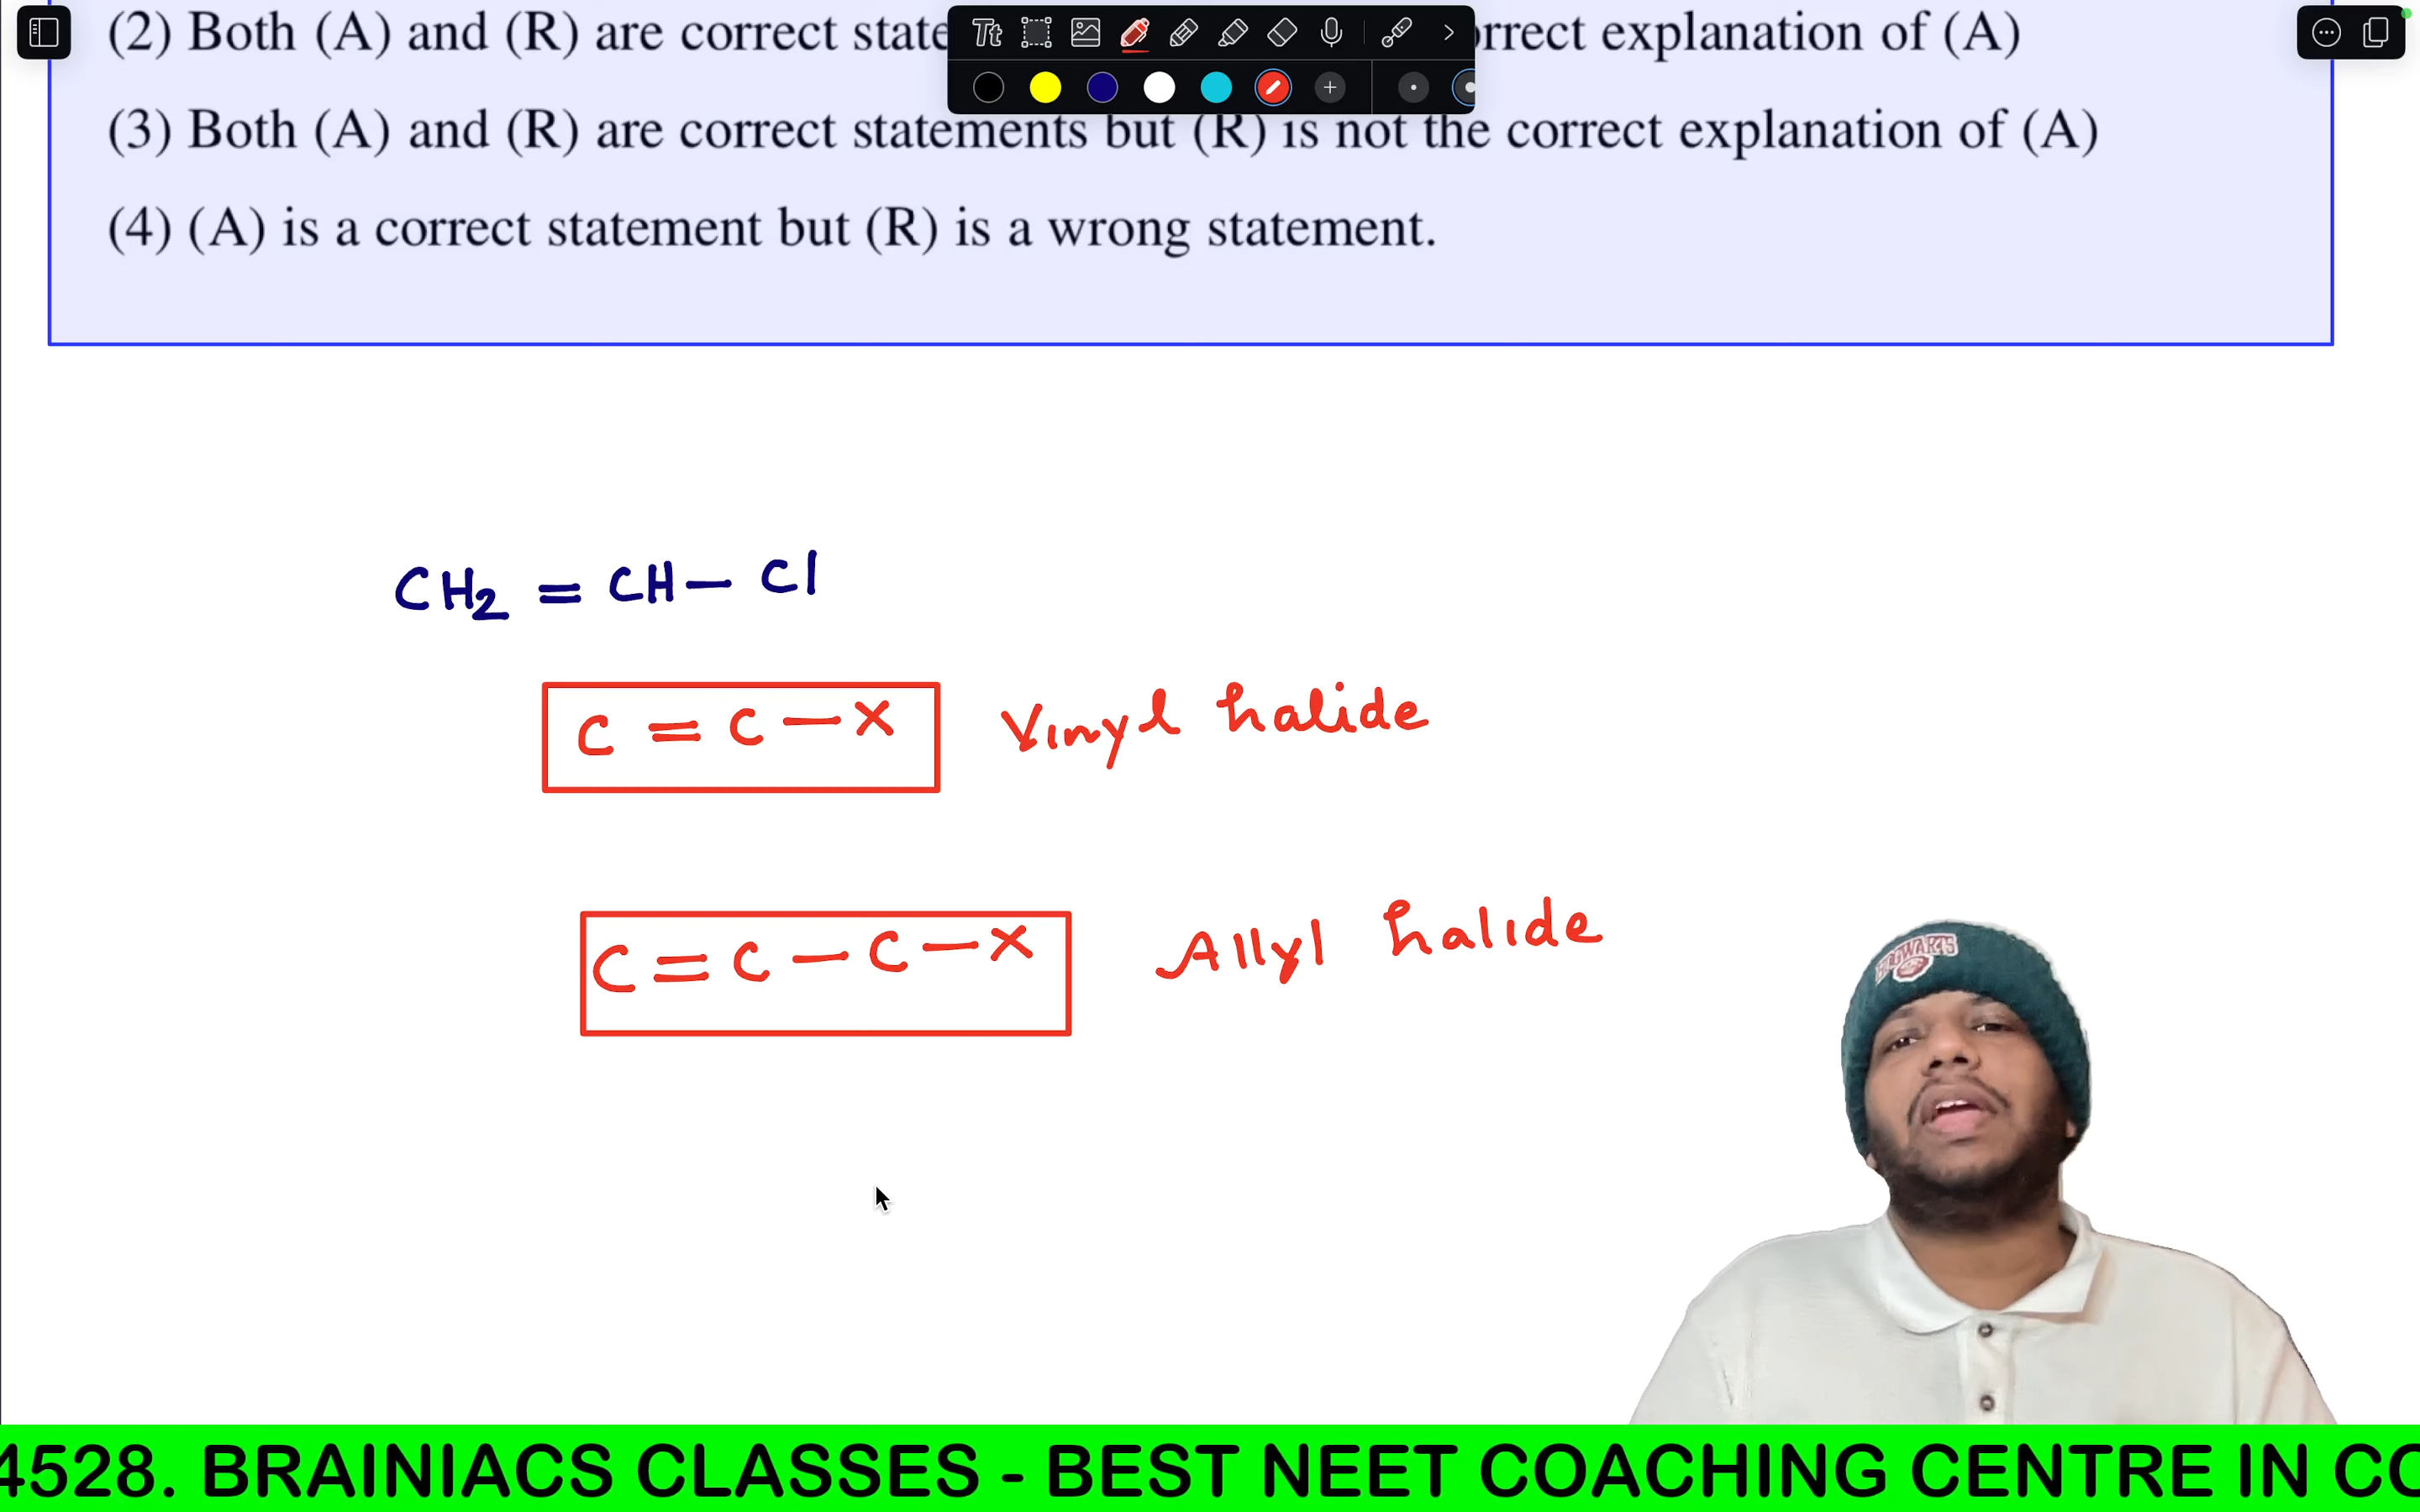 (2) Both (A) and (R) are correct state rrect explanation of (A)
Tt
(3) Both (A) and (R) are correct statements but (R) is not the correct explanation of (A)
(4) (A) is a correct statement but (R) is a wrong statement.
CH₂ = CH – Cl
C = C – X Vinyl halide
C = C – C – X Allyl halide
HOGWARTS
4528. BRAINIACS CLASSES - BEST NEET COACHING CENTRE IN CO